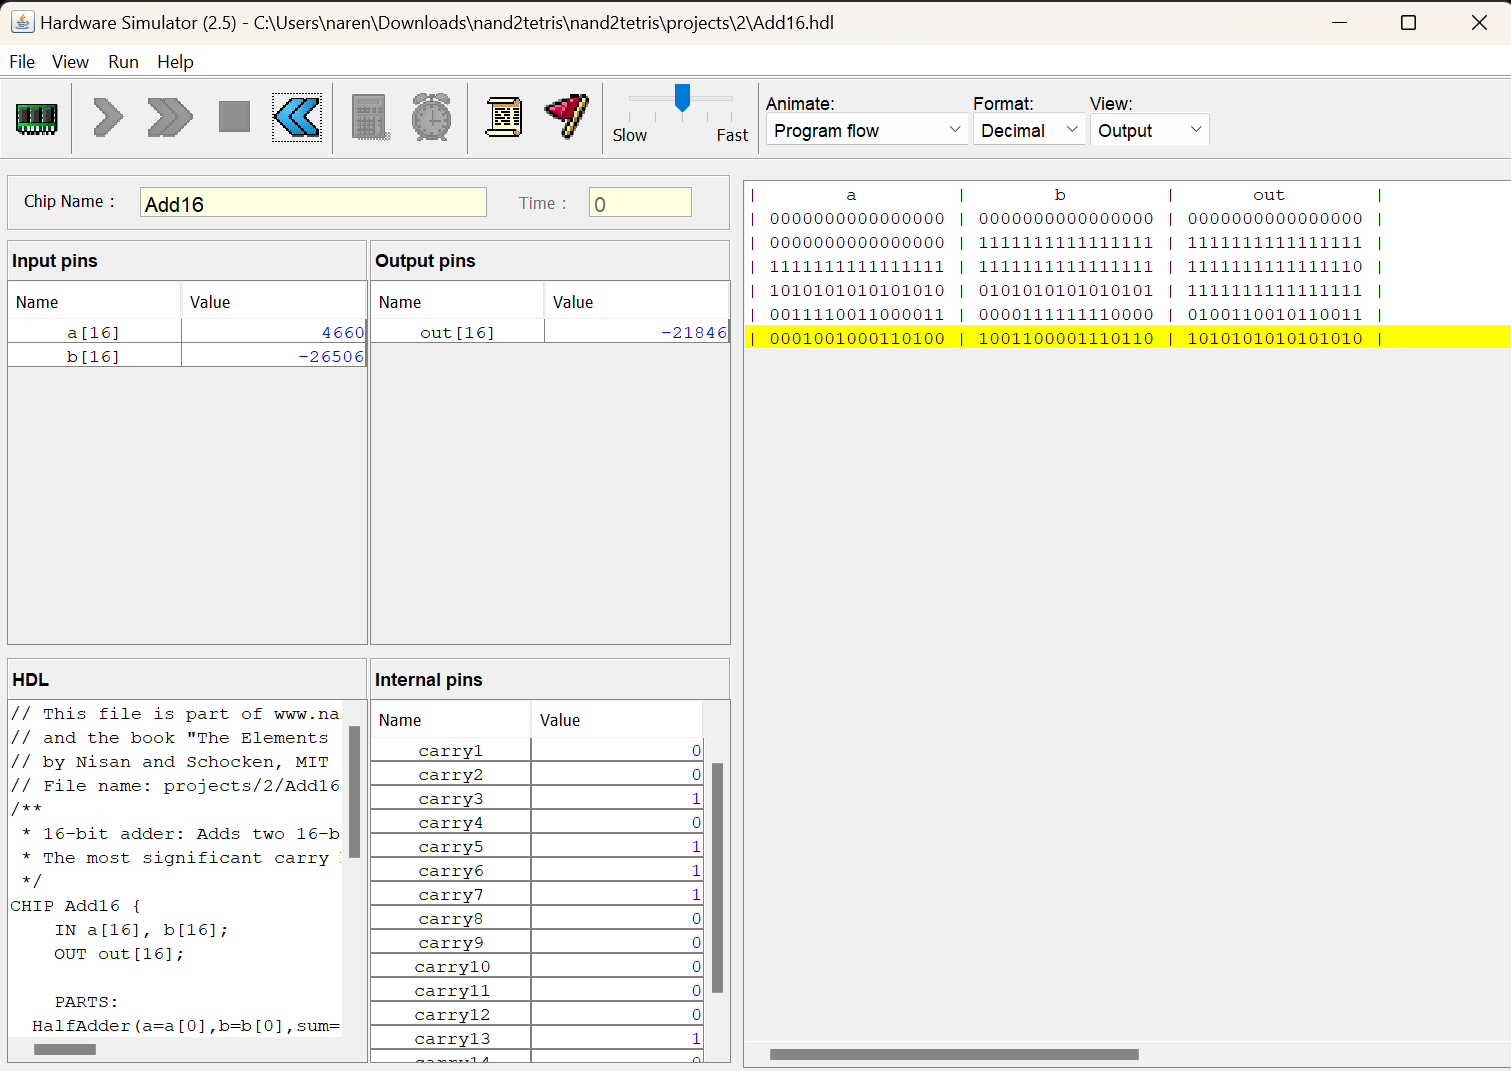 Hardware Simulator (2.5) - C:\Users\naren\Downloads\nand2tetris\nand2tetris\projects\2\Add16.hdl
File View Run Help
Slow Fast
Animate: Format: View:
Program flow Decimal Output
Chip Name : Add16 Time : 0
Input pins
Name Value
a[16] 4660
b[16] -26506
Output pins
Name Value
out[16] -21846
HDL
// This file is part of www.na
// and the book "The Elements
// by Nisan and Schocken, MIT
// File name: projects/2/Add16
/**
* 16-bit adder: Adds two 16-b
* The most significant carry
*/
CHIP Add16 {
IN a[16], b[16];
OUT out[16];
PARTS:
HalfAdder(a=a[0],b=b[0],sum=
Internal pins
Name Value
carry1 0
carry2 0
carry3 1
carry4 0
carry5 1
carry6 1
carry7 1
carry8 0
carry9 0
carry10 0
carry11 0
carry12 0
carry13 1
carry14 0
| a | b | out |
| 0000000000000000 | 0000000000000000 | 0000000000000000 |
| 0000000000000000 | 1111111111111111 | 1111111111111111 |
| 1111111111111111 | 1111111111111111 | 1111111111111110 |
| 1010101010101010 | 0101010101010101 | 1111111111111111 |
| 0011110011000011 | 0000111111110000 | 0100110010110011 |
| 0001001000110100 | 1001100001110110 | 1010101010101010 |